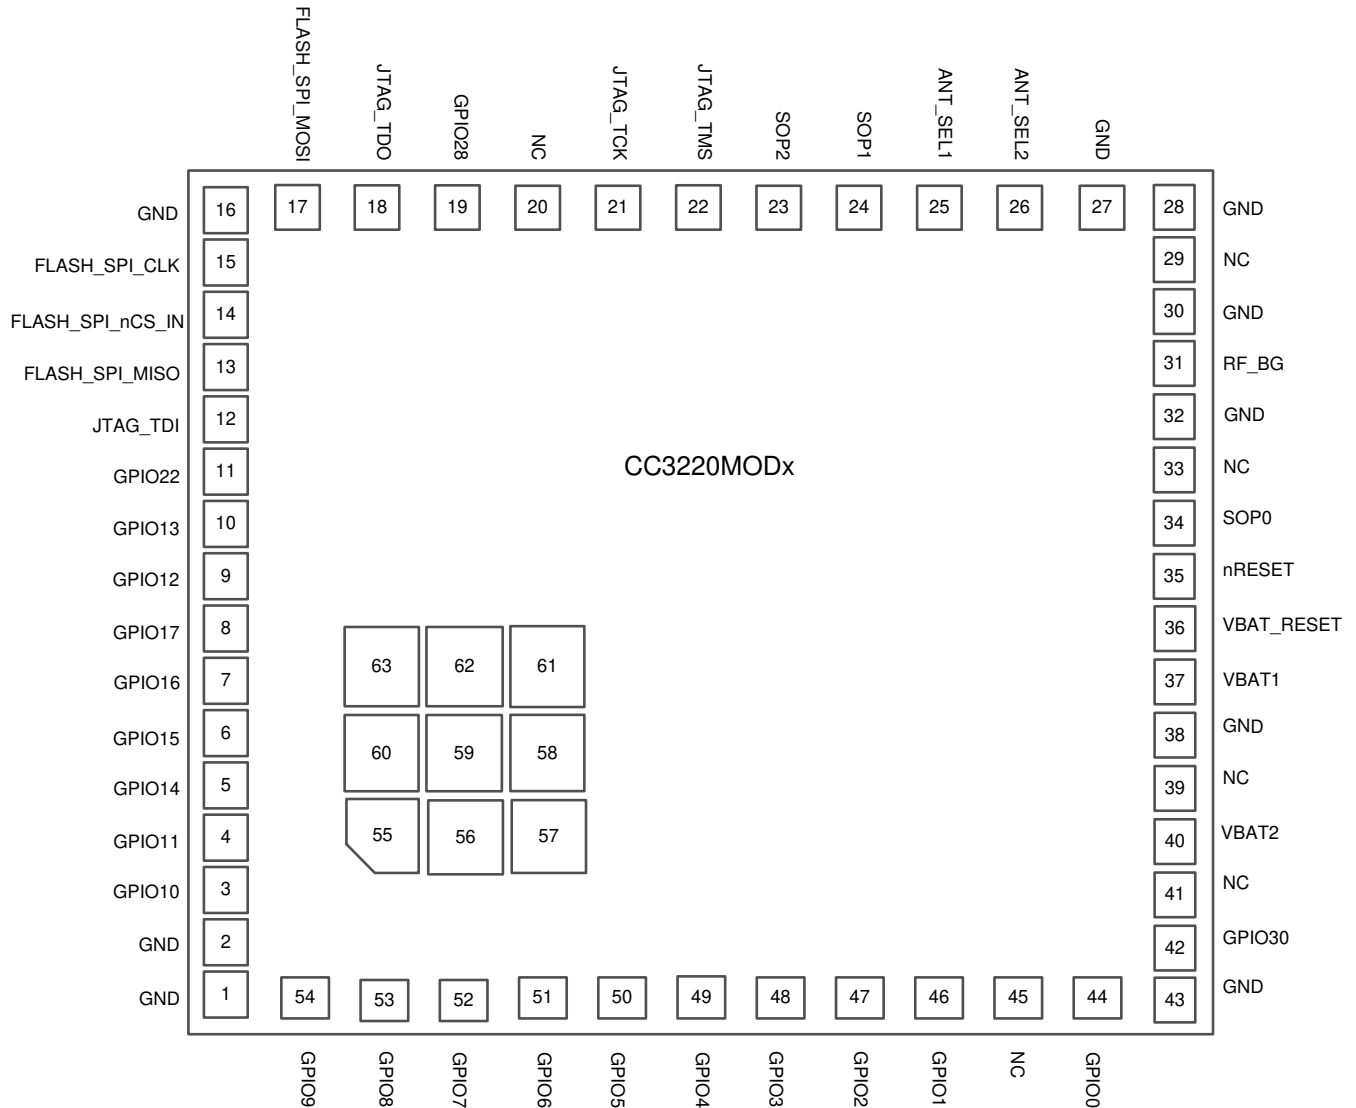 FLASH_SPI_MOSI
JTAG_TDO
GPIO28
NC
JTAG_TCK
JTAG_TMS
SOP2
SOP1
ANT_SEL1
ANT_SEL2
GND
GND 16 17 18 19 20 21 22 23 24 25 26 27 28 GND
FLASH_SPI_CLK 15 29 NC
FLASH_SPI_nCS_IN 14 30 GND
FLASH_SPI_MISO 13 31 RF_BG
JTAG_TDI 12 32 GND
CC3220MODx
GPIO22 11 33 NC
GPIO13 10 34 SOP0
GPIO12 9 35 nRESET
GPIO17 8 36 VBAT_RESET
GPIO16 7 63 62 61 37 VBAT1
GPIO15 6 60 59 58 38 GND
GPIO14 5 39 NC
GPIO11 4 55 56 57 40 VBAT2
GPIO10 3 41 NC
GND 2 42 GPIO30
GND 1 54 53 52 51 50 49 48 47 46 45 44 43 GND
GPIO9
GPIO8
GPIO7
GPIO6
GPIO5
GPIO4
GPIO3
GPIO2
GPIO1
NC
GPIO0